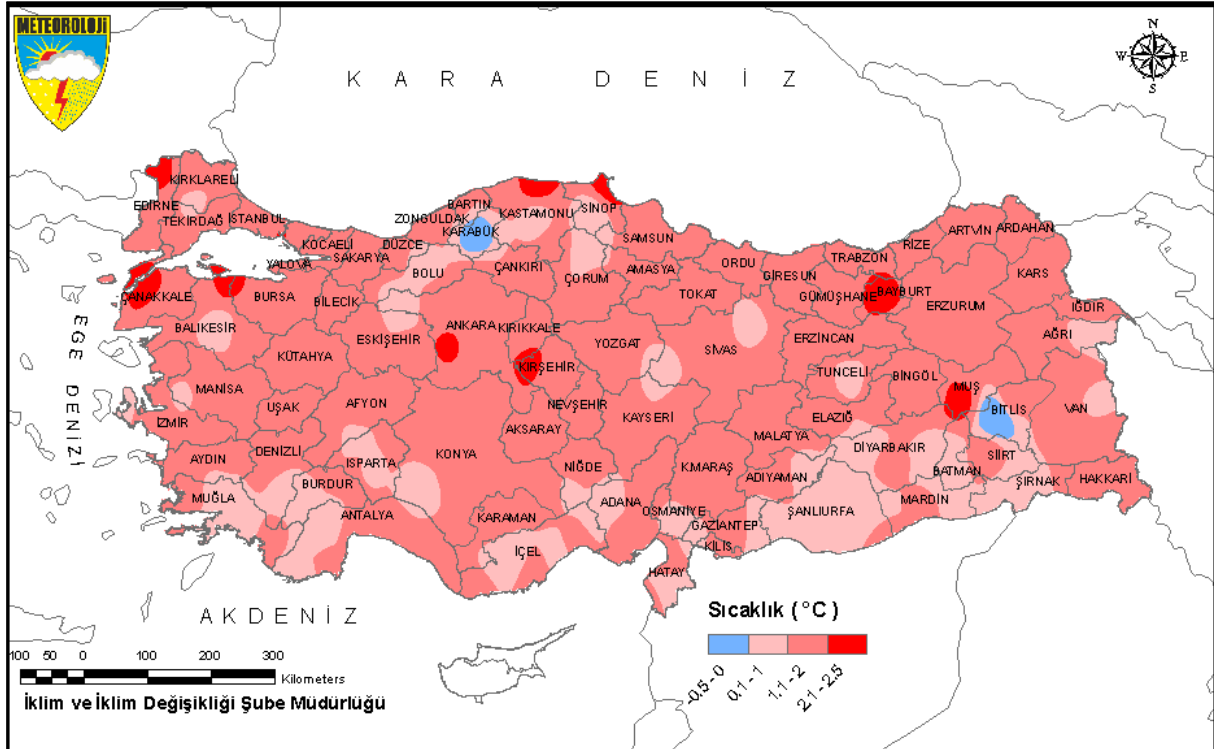 METEOROLOJİ
N
W E
S
K A R A D E N İ Z
KIRKLARELİ
EDİRNE
TEKİRDAĞ
İSTANBUL
KOCAELİ
YALOVA
SAKARYA
DÜZCE
ZONGULDAK
BARTIN
KARABÜK
KASTAMONU
SİNOP
SAMSUN
BOLU
ÇANKIRI
ÇORUM
AMASYA
ORDU
GİRESUN
TRABZON
RİZE
ARTVİN
ARDAHAN
KARS
IĞDIR
ÇANAKKALE
BURSA
BİLECİK
BALIKESİR
ESKİŞEHİR
ANKARA
KIRIKKALE
TOKAT
GÜMÜŞHANE
BAYBURT
ERZURUM
AĞRI
KÜTAHYA
YOZGAT
SİVAS
ERZİNCAN
KIRŞEHİR
TUNCELİ
BİNGÖL
MUŞ
BİTLİS
VAN
MANİSA
UŞAK
AFYON
NEVŞEHİR
KAYSERİ
ELAZIĞ
İZMİR
AKSARAY
MALATYA
DİYARBAKIR
SİİRT
AYDIN
DENİZLİ
ISPARTA
KONYA
NİĞDE
K.MARAŞ
ADIYAMAN
BATMAN
ŞIRNAK
HAKKARİ
MUĞLA
BURDUR
ANTALYA
KARAMAN
ADANA
OSMANİYE
GAZİANTEP
ŞANLIURFA
MARDİN
İÇEL
KİLİS
HATAY
EGE DENİZİ
A K D E N İ Z
Sıcaklık (°C)
-0.5 - 0
0.1 - 1
1.1 - 2
2.1 - 2.5
100 50 0 100 200 300
Kilometers
İklim ve İklim Değişikliği Şube Müdürlüğü